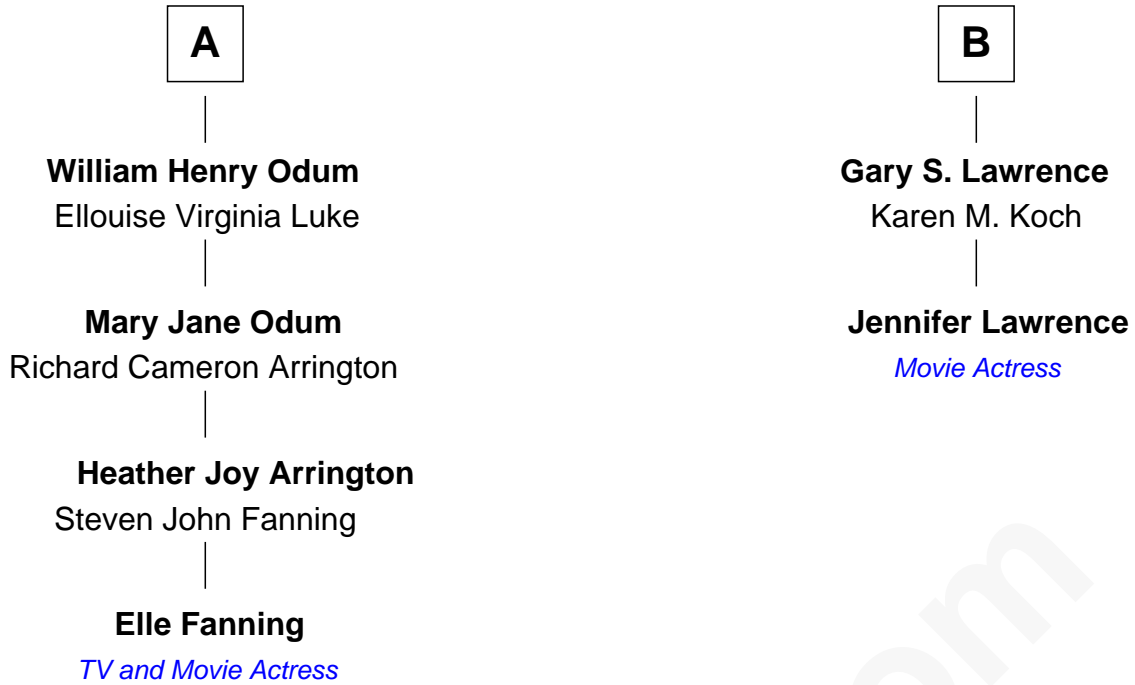 A
William Henry Odum
Ellouise Virginia Luke
Mary Jane Odum
Richard Cameron Arrington
Heather Joy Arrington
Steven John Fanning
Elle Fanning
TV and Movie Actress
B
Gary S. Lawrence
Karen M. Koch
Jennifer Lawrence
Movie Actress
om